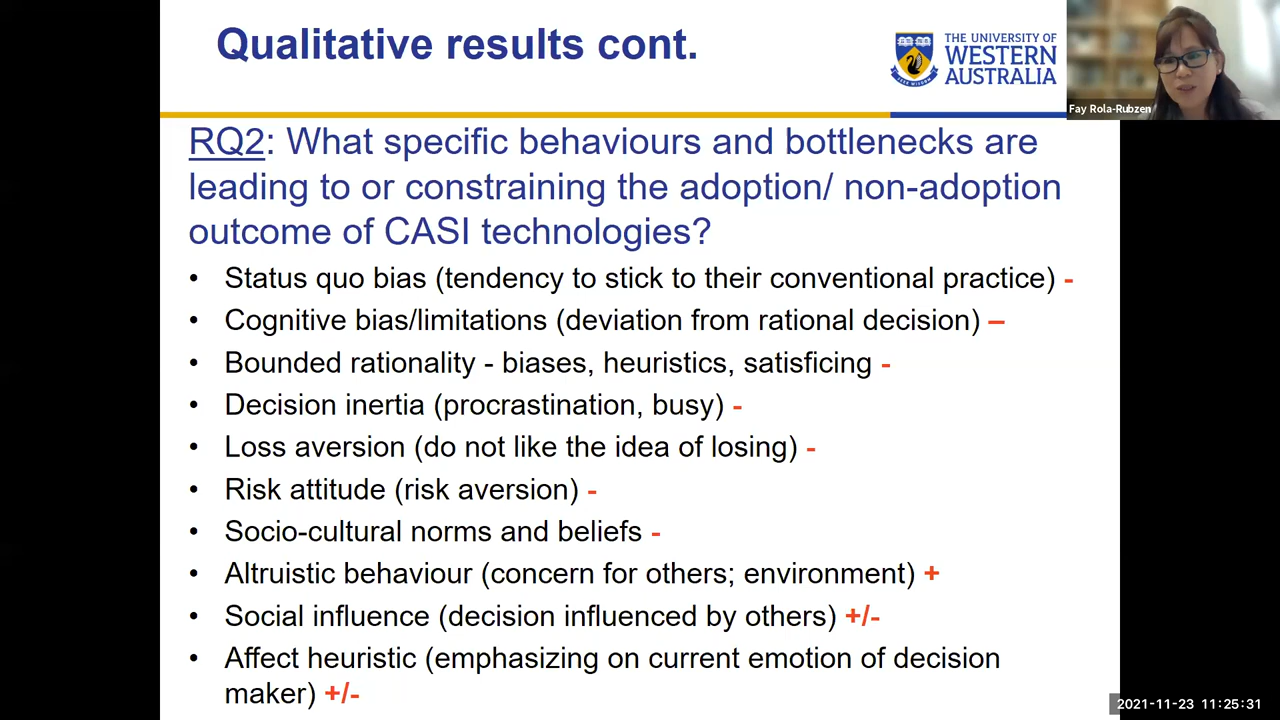 Qualitative results cont.
THE UNIVERSITY OF
WESTERN
AUSTRALIA
Fay Rola-Rubzen
RQ2: What specific behaviours and bottlenecks are
leading to or constraining the adoption/ non-adoption
outcome of CASI technologies?
• Status quo bias (tendency to stick to their conventional practice) -
• Cognitive bias/limitations (deviation from rational decision) –
• Bounded rationality - biases, heuristics, satisficing -
• Decision inertia (procrastination, busy) -
• Loss aversion (do not like the idea of losing) -
• Risk attitude (risk aversion) -
• Socio-cultural norms and beliefs -
• Altruistic behaviour (concern for others; environment) +
• Social influence (decision influenced by others) +/-
• Affect heuristic (emphasizing on current emotion of decision
maker) +/-
2021-11-23 11:25:31